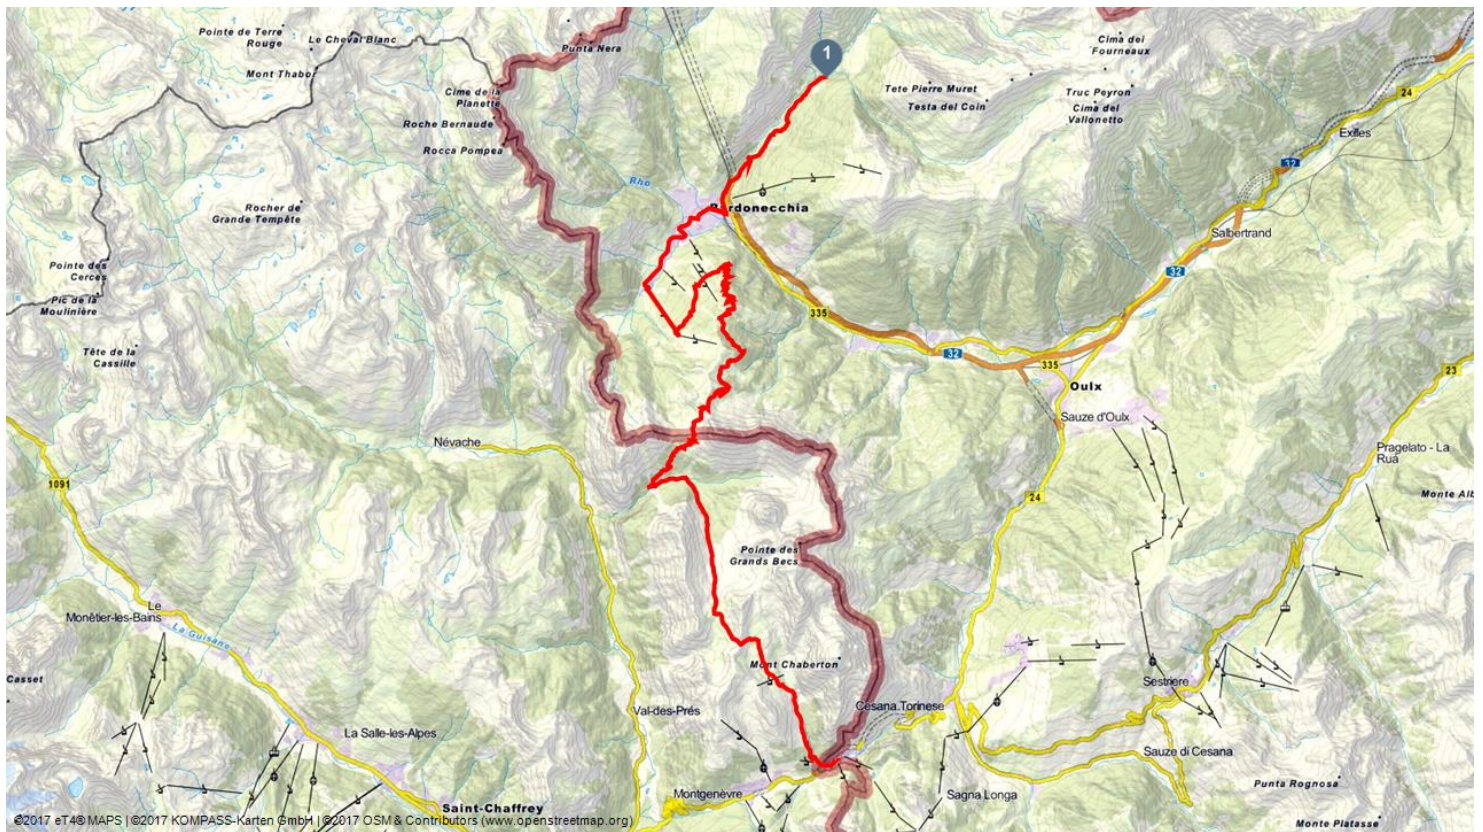 Pointe de Terre
Rouge
Le Cheval Blanc
Mont Thabor
Punta Nera
1
Cima dei
Fourneaux
Cime de la
Planette
Tete Pierre Muret
Testa del Coin
Truc Peyron
Cima del
Vallonetto
24
Exilles
Roche Bernaude
Rocca Pompea
32
Rho
Rocher de
Grande Tempête
Bardonecchia
Salbertrand
Pointe des
Cerces
32
Pic de la
Moulinière
335
Tête de la
Cassille
32
335
23
Oulx
Sauze d'Oulx
Névache
Pragelato - La
Rua
1091
24
Pointe des
Grands Becs
Le
Monêtier-les-Bains
La Guisane
Mont Chaberton
Casset
Sestriere
Val-des-Prés
Cesana Torinese
La Salle-les-Alpes
Sauze di Cesana
Punta Rognosa
Montgenèvre
Sagna Longa
Saint-Chaffrey
Monte Platasse
©2017 eT4® MAPS | ©2017 KOMPASS-Karten GmbH | ©2017 OSM & Contributors (www.openstreetmap.org)